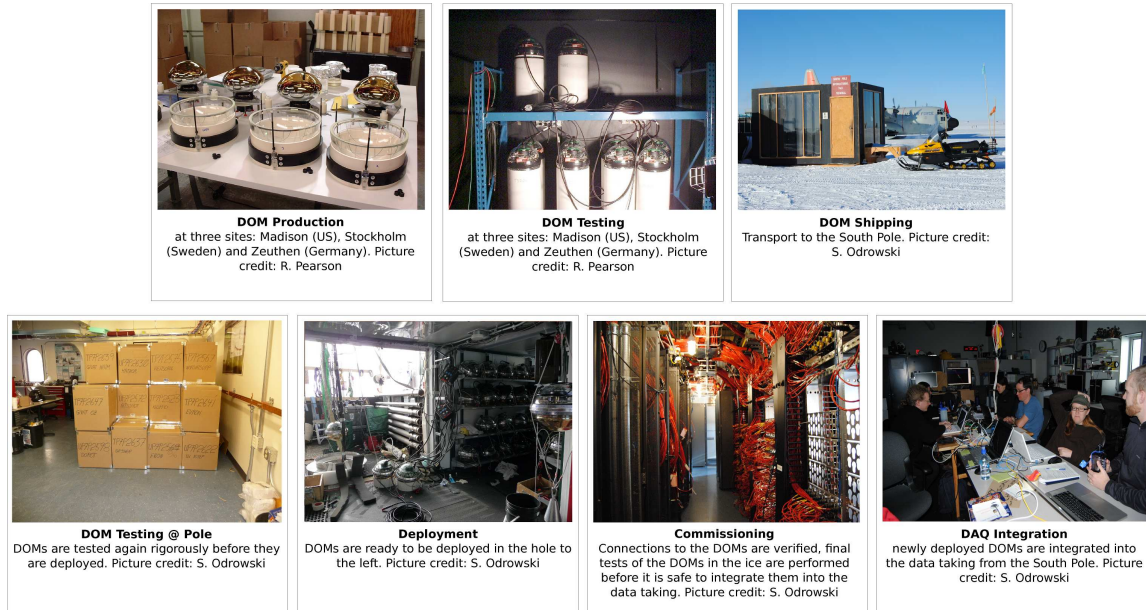 DOM Production
at three sites: Madison (US), Stockholm
(Sweden) and Zeuthen (Germany). Picture
credit: R. Pearson
DOM Testing
at three sites: Madison (US), Stockholm
(Sweden) and Zeuthen (Germany). Picture
credit: R. Pearson
DOM Shipping
Transport to the South Pole. Picture credit:
S. Odrowski
DOM Testing @ Pole
DOMs are tested again rigorously before they
are deployed. Picture credit: S. Odrowski
Deployment
DOMs are ready to be deployed in the hole to
the left. Picture credit: S. Odrowski
Commissioning
Connections to the DOMs are verified, final
tests of the DOMs in the ice are performed
before it is safe to integrate them into the
data taking. Picture credit: S. Odrowski
DAQ Integration
newly deployed DOMs are integrated into
the data taking from the South Pole. Picture
credit: S. Odrowski